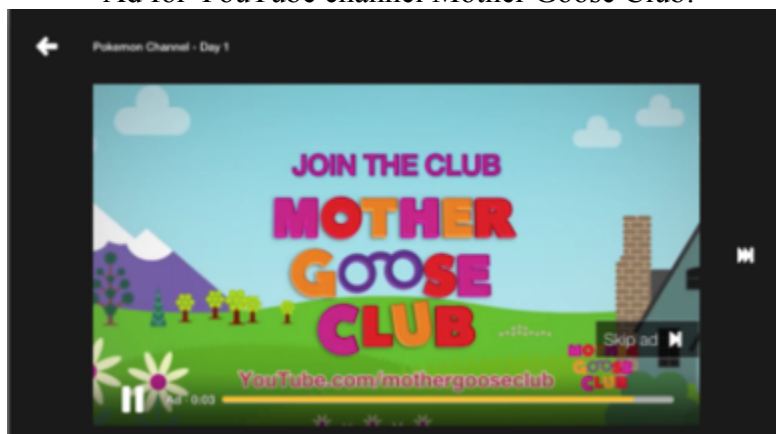 Ad for YouTube channel Mother Goose Club.
Pokemon Channel - Day 1
JOIN THE CLUB
MOTHER
GOOSE
CLUB
Skip ad
MOTHER
GOOSE
CLUB
YouTube.com/mothergooseclub
Ad · 0:03